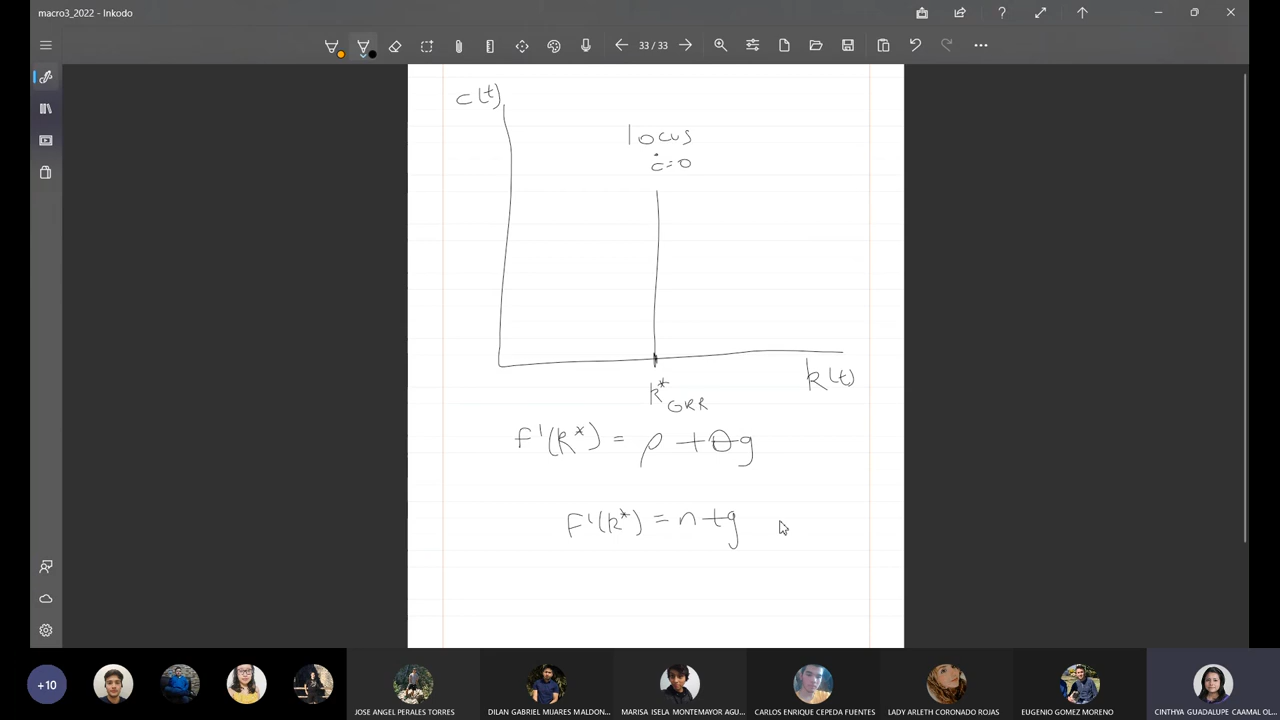 macro3_2022 - Inkodo
33 / 33
c(t)
locus
ċ=0
k(t)
k*
GRR
f'(k*) = ρ + θg
F'(k*) = n + g
+10
JOSE ANGEL PERALES TORRES
DILAN GABRIEL MIJARES MALDON...
MARISA ISELA MONTEMAYOR AGU...
CARLOS ENRIQUE CEPEDA FUENTES
LADY ARLETH CORONADO ROJAS
EUGENIO GOMEZ MORENO
CINTHYA GUADALUPE CAAMAL OL...